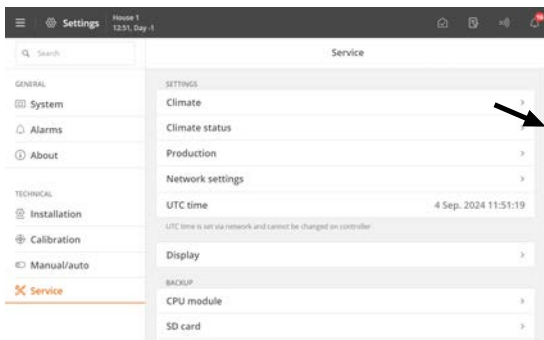 Settings
House 1
12:51, Day -1
Search
Service
GENERAL
System
Alarms
About
TECHNICAL
Installation
Calibration
Manual/auto
Service
SETTINGS
Climate
Climate status
Production
Network settings
UTC time 4 Sep. 2024 11:51:19
UTC time is set via network and cannot be changed on controller
Display
BACKUP
CPU module
SD card